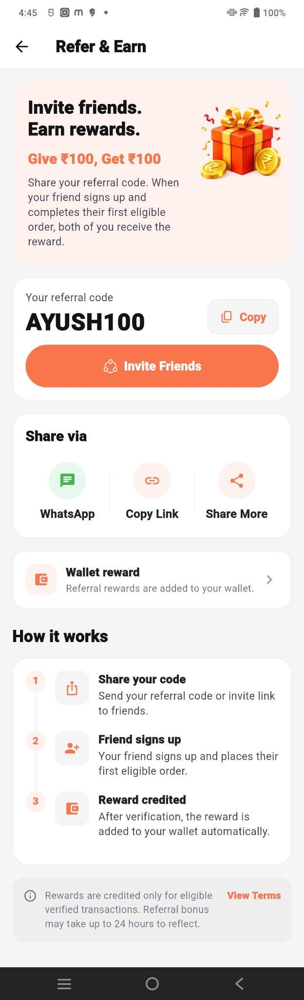 4:45
100%
Refer & Earn
Invite friends.
Earn rewards.
Give ₹100, Get ₹100
Share your referral code. When
your friend signs up and
completes their first eligible
order, both of you receive the
reward.
Your referral code
AYUSH100
Copy
Invite Friends
Share via
WhatsApp
Copy Link
Share More
Wallet reward
Referral rewards are added to your wallet.
How it works
1
Share your code
Send your referral code or invite link
to friends.
2
Friend signs up
Your friend signs up and places their
first eligible order.
3
Reward credited
After verification, the reward is
added to your wallet automatically.
Rewards are credited only for eligible
verified transactions. Referral bonus
may take up to 24 hours to reflect.
View Terms